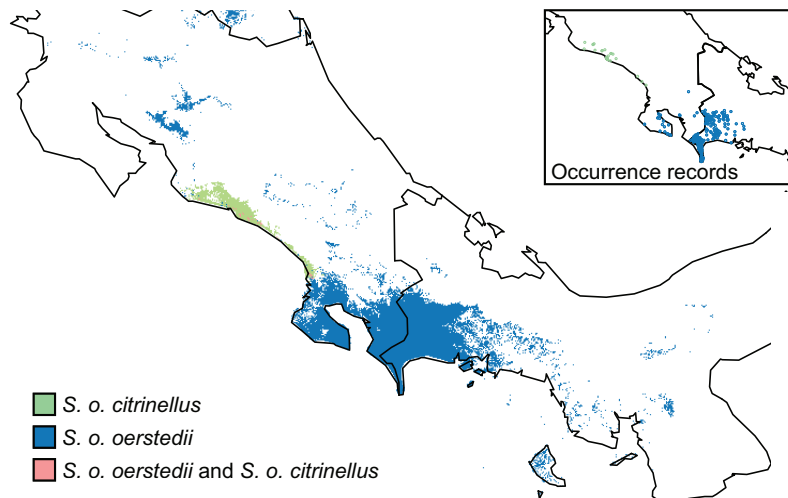 Occurrence records
S. o. citrinellus
S. o. oerstedii
S. o. oerstedii and S. o. citrinellus